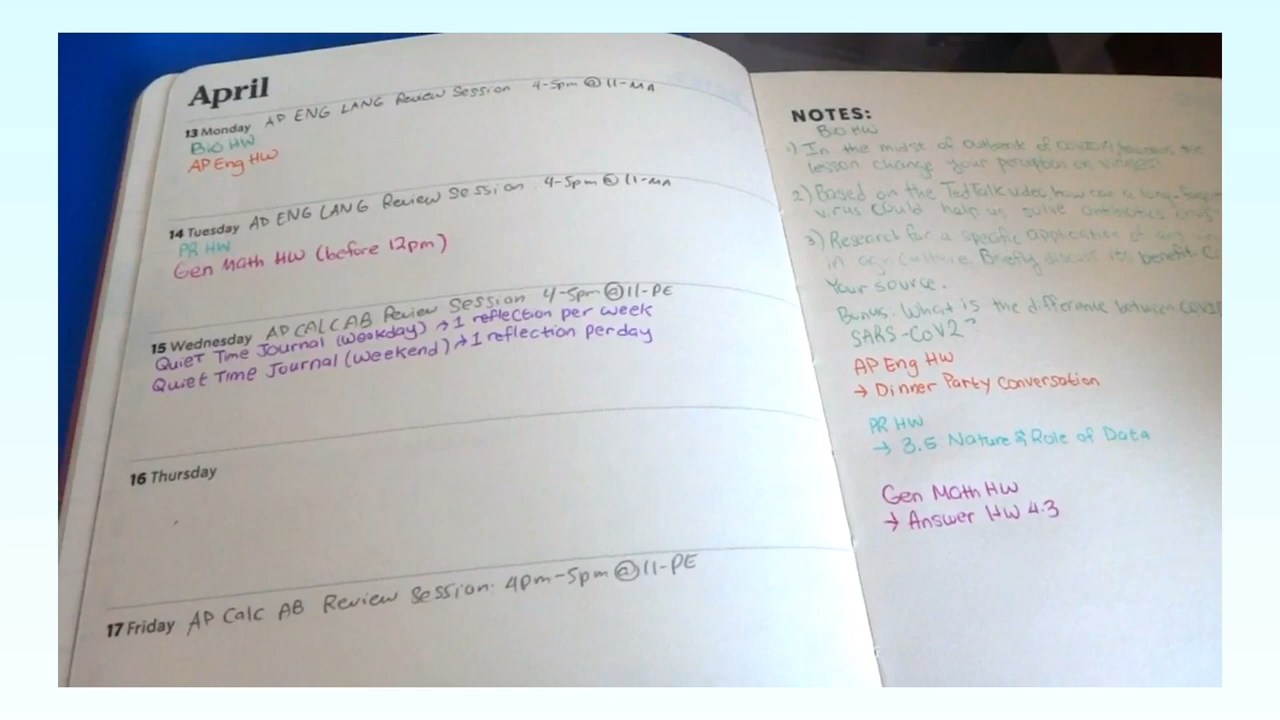 April
13 Monday AP ENG LANG Review Session 4-5pm @ 11-MA
Bio HW
AP Eng HW
14 Tuesday AP ENG LANG Review Session 4-5pm @ 11-MA
PR HW
Gen Math HW (before 12pm)
15 Wednesday AP CALC AB Review Session 4-5pm @ 11-PE
Quiet Time Journal (Weekday) → 1 reflection per week
Quiet Time Journal (weekend) → 1 reflection per day
16 Thursday
17 Friday AP Calc AB Review Session: 4pm-5pm @ 11-PE
NOTES:
Bio HW
1) In the midst of outbreak of the
lesson change your perception on viruses?
2) Based on the TedTalk video, how can a
virus could help us solve antibiotics
3) Research for a specific application of any
in agriculture. Briefly discuss its benefit
Your source.
Bonus. What is the difference between
SARS-CoV2?
AP Eng HW
→ Dinner Party Conversation
PR HW
→ 3.5 Nature & Role of Data
Gen Math HW
→ Answer HW 4.3